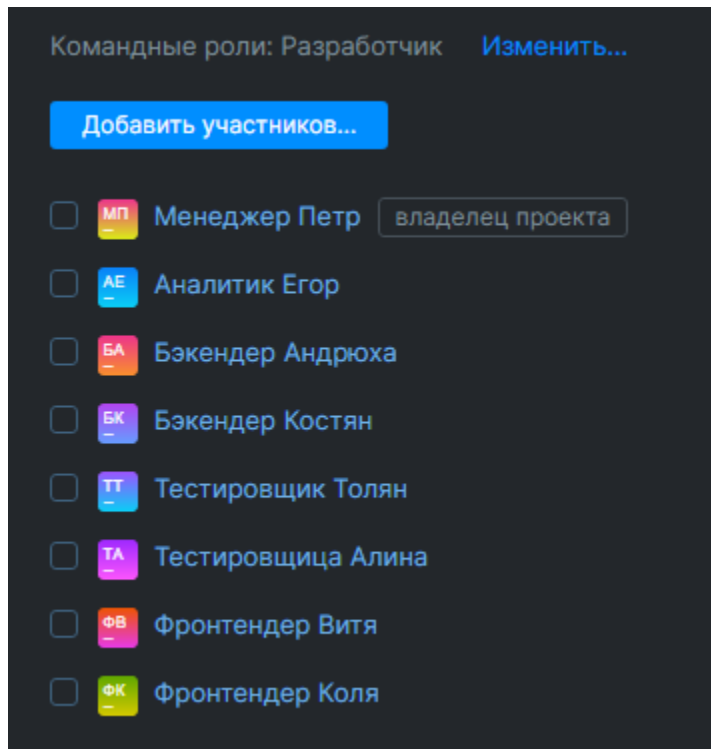 Командные роли: Разработчик Изменить...
Добавить участников...
МП Менеджер Петр владелец проекта
АЕ Аналитик Егор
БА Бэкендер Андрюха
БК Бэкендер Костян
ТТ Тестировщик Толян
ТА Тестировщица Алина
ФВ Фронтендер Витя
ФК Фронтендер Коля